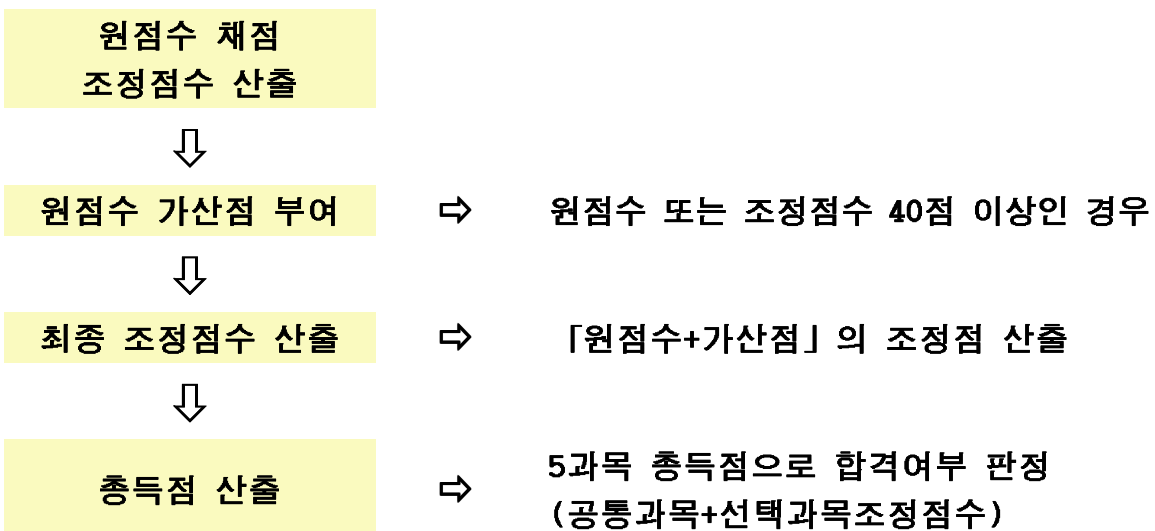 원점수 채점
조정점수 산출
원점수 가산점 부여 ⇨ 원점수 또는 조정점수 40점 이상인 경우
최종 조정점수 산출 ⇨ 「원점수+가산점」의 조정점 산출
총득점 산출 ⇨ 5과목 총득점으로 합격여부 판정
(공통과목+선택과목조정점수)